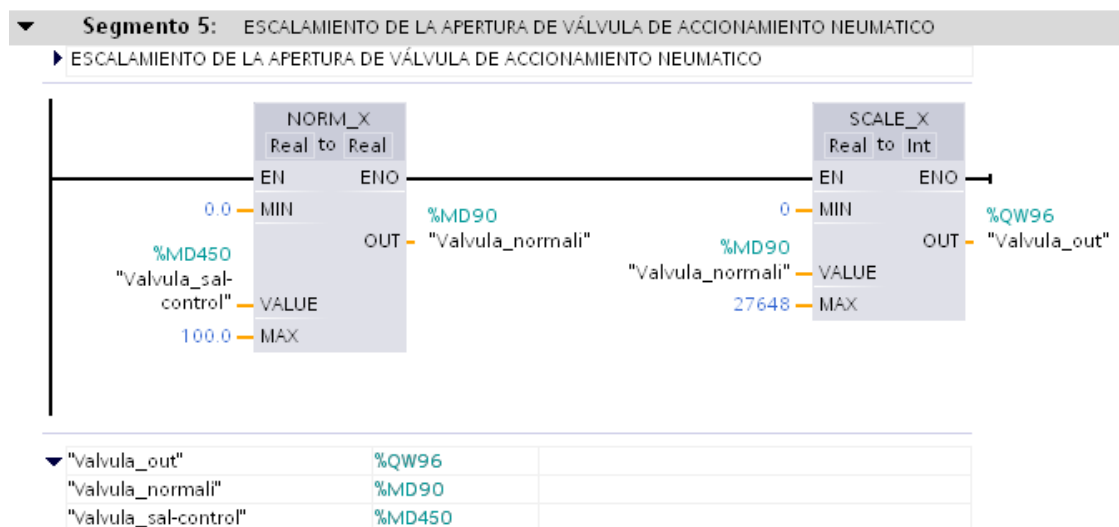 Segmento 5: ESCALAMIENTO DE LA APERTURA DE VÁLVULA DE ACCIONAMIENTO NEUMATICO
ESCALAMIENTO DE LA APERTURA DE VÁLVULA DE ACCIONAMIENTO NEUMATICO
NORM_X
Real to Real
EN ENO
0.0 MIN
%MD90
OUT "Valvula_normali"
%MD450
"Valvula_sal-
control" VALUE
100.0 MAX
SCALE_X
Real to Int
EN ENO
0 MIN
%QW96
OUT "Valvula_out"
%MD90
"Valvula_normali" VALUE
27648 MAX
"Valvula_out" %QW96
"Valvula_normali" %MD90
"Valvula_sal-control" %MD450